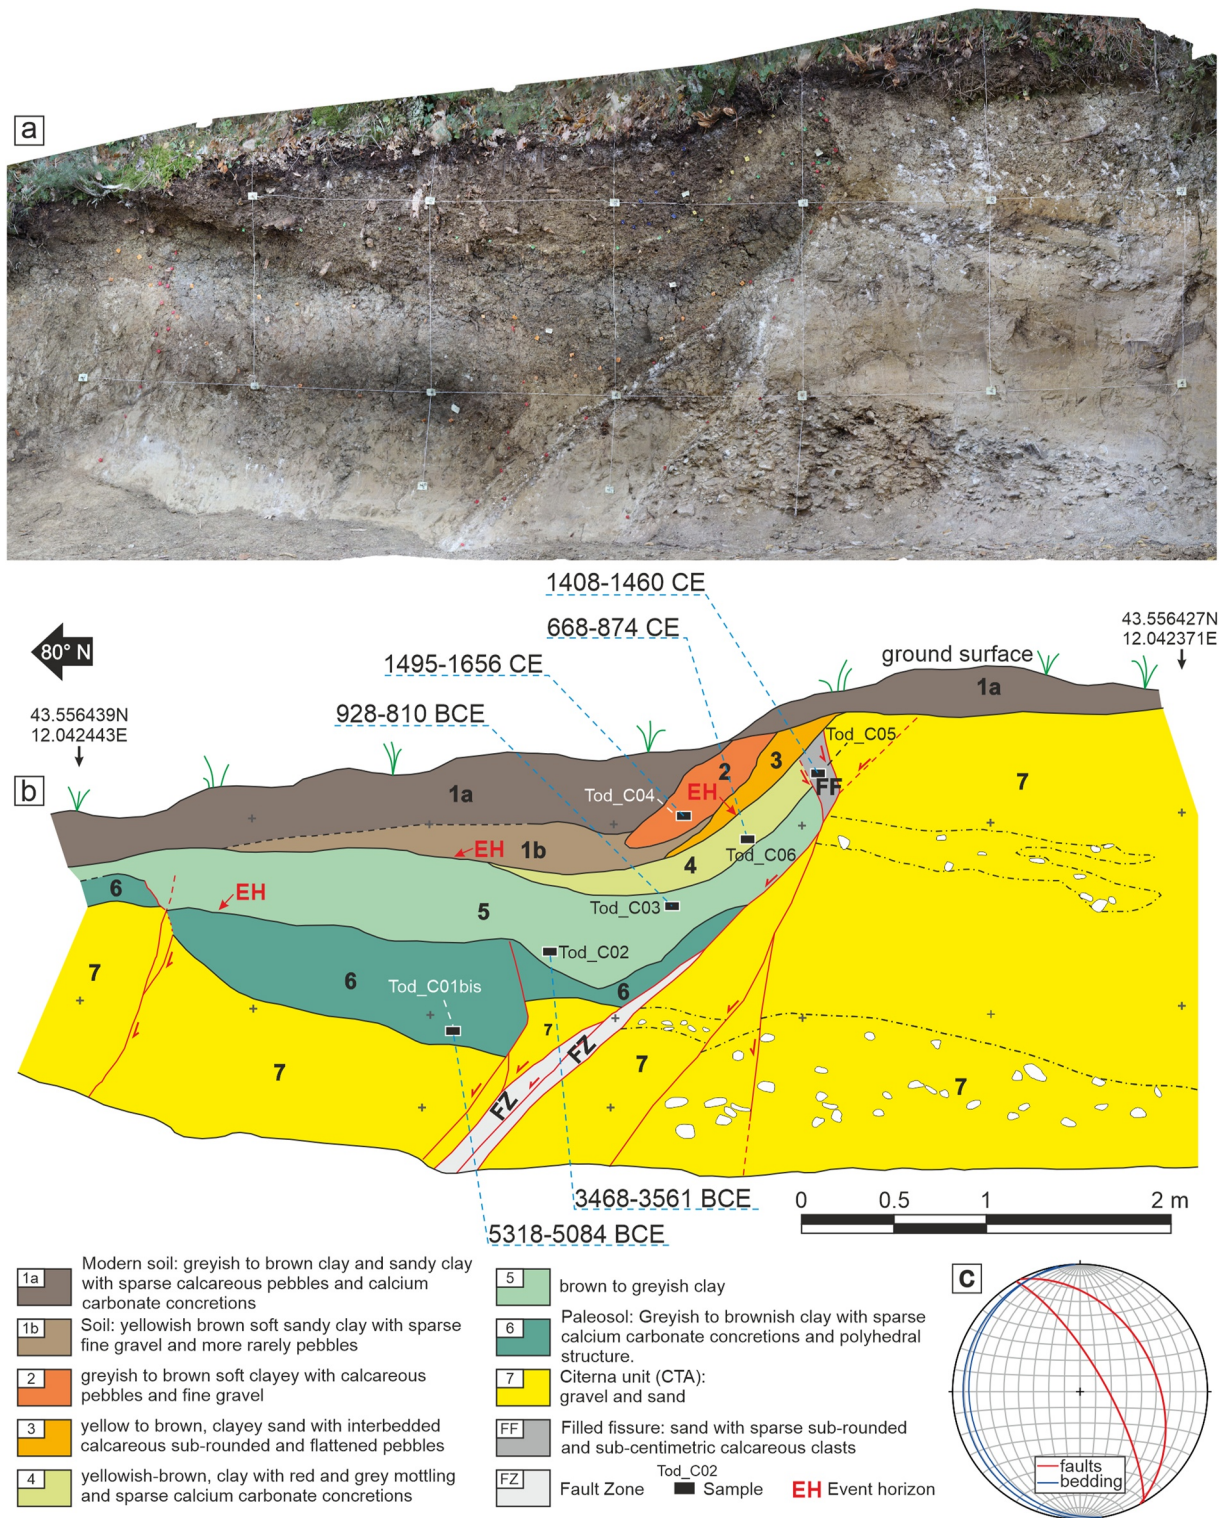 a
1408-1460 CE
668-874 CE
1495-1656 CE
928-810 BCE
80° N
43.556427N
12.042371E
43.556439N
12.042443E
ground surface
b
1a
1a
Tod_C05
2
3
7
Tod_C04
EH
FF
EH
1b
4
Tod_C06
6
EH
5
Tod_C03
Tod_C02
7
6
Tod_C01bis
6
7
7
FZ
7
7
FZ
3468-3561 BCE
5318-5084 BCE
0 0.5 1 2 m
1a Modern soil: greyish to brown clay and sandy clay
with sparse calcareous pebbles and calcium
carbonate concretions
1b Soil: yellowish brown soft sandy clay with sparse
fine gravel and more rarely pebbles
2 greyish to brown soft clayey with calcareous
pebbles and fine gravel
3 yellow to brown, clayey sand with interbedded
calcareous sub-rounded and flattened pebbles
4 yellowish-brown, clay with red and grey mottling
and sparse calcium carbonate concretions
5 brown to greyish clay
6 Paleosol: Greyish to brownish clay with sparse
calcium carbonate concretions and polyhedral
structure.
7 Citerna unit (CTA):
gravel and sand
FF Filled fissure: sand with sparse sub-rounded
and sub-centimetric calcareous clasts
FZ Fault Zone
Tod_C02
Sample
EH Event horizon
c
faults
bedding